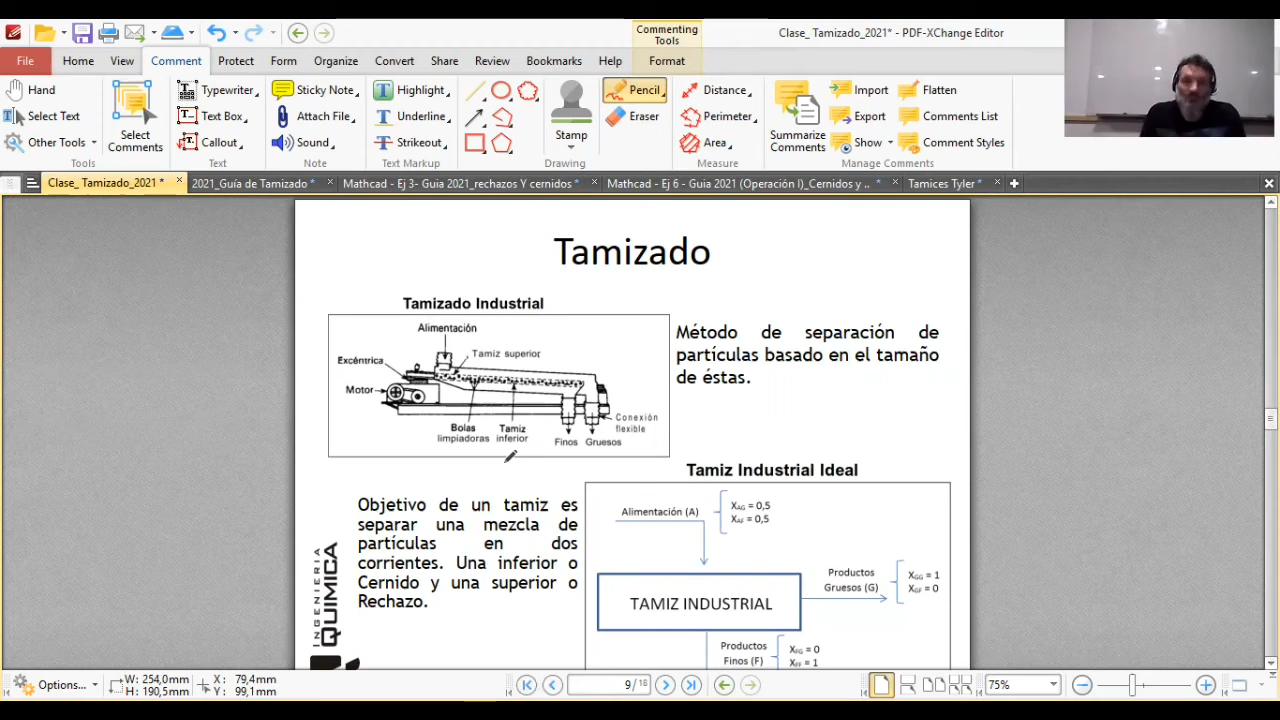 Commenting
Tools
Clase_ Tamizado_2021* - PDF-XChange Editor
File Home View Comment Protect Form Organize Convert Share Review Bookmarks Help Format
Hand
Select Text
Other Tools
Tools
Select
Comments
Typewriter
Text Box
Callout
Text
Sticky Note
Attach File
Sound
Note
Highlight
Underline
Strikeout
Text Markup
Stamp
Pencil
Eraser
Drawing
Distance
Perimeter
Area
Measure
Summarize
Comments
Import
Export
Show
Flatten
Comments List
Comment Styles
Manage Comments
Clase_ Tamizado_2021 * 2021_Guía de Tamizado * Mathcad - Ej 3- Guia 2021_rechazos Y cernidos * Mathcad - Ej 6 - Guia 2021 (Operación I)_Cernidos y .. * Tamices Tyler *
Tamizado
Tamizado Industrial
Alimentación
Tamiz superior
Excéntrica
Motor
Bolas
limpiadoras
Tamiz
inferior
Finos
Gruesos
Conexión
flexible
Método de separación de
partículas basado en el tamaño
de éstas.
Objetivo de un tamiz es
separar una mezcla de
partículas en dos
corrientes. Una inferior o
Cernido y una superior o
Rechazo.
INGENIERIA
QUIMICA
Tamiz Industrial Ideal
Alimentación (A)
XAG = 0,5
XAF = 0,5
TAMIZ INDUSTRIAL
Productos
Gruesos (G)
XGG = 1
XGF = 0
Productos
Finos (F)
XFG = 0
XFF = 1
Options...
W: 254,0mm
H: 190,5mm
X: 79,4mm
Y: 99,1mm
9 / 18
75%